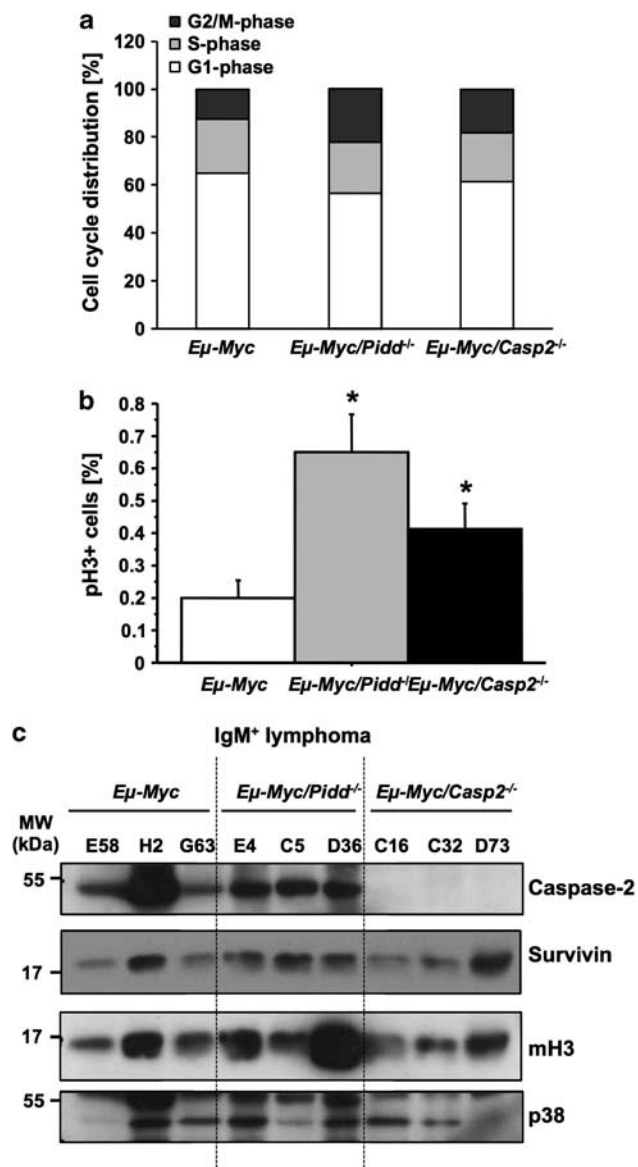 a
G2/M-phase
S-phase
G1-phase
Cell cycle distribution [%]
120
100
80
60
40
20
0
Eμ-Myc Eμ-Myc/Pidd-/- Eμ-Myc/Casp2-/-
b
pH3+ cells [%]
0.8
0.7
0.6
0.5
0.4
0.3
0.2
0.1
0
* *
Eμ-Myc Eμ-Myc/Pidd-/- Eμ-Myc/Casp2-/-
c
IgM+ lymphoma
Eμ-Myc Eμ-Myc/Pidd-/- Eμ-Myc/Casp2-/-
MW
(kDa) E58 H2 G63 E4 C5 D36 C16 C32 D73
55 Caspase-2
17 Survivin
17 mH3
55 p38